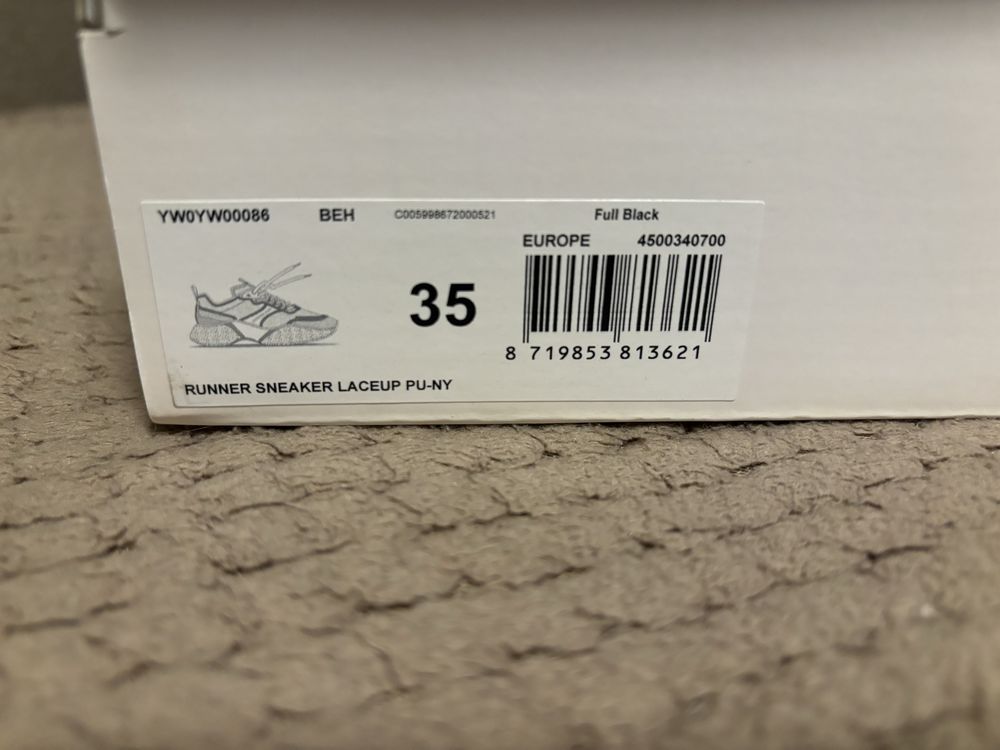 YW0YW00086 BEH C005998672000521 Full Black
EUROPE 4500340700
35
8 719853 813621
RUNNER SNEAKER LACEUP PU-NY